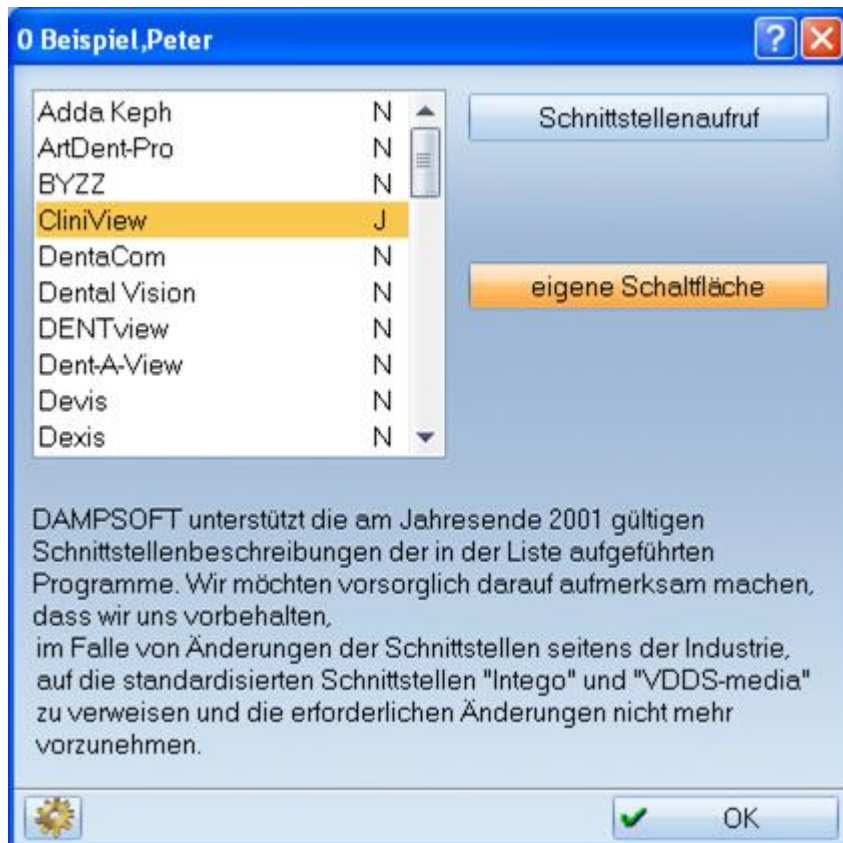 0 Beispiel,Peter
?
Adda Keph N
ArtDent-Pro N
BYZZ N
CliniView J
DentaCom N
Dental Vision N
DENTview N
Dent-A-View N
Devis N
Dexis N
Schnittstellenaufruf
eigene Schaltfläche
DAMPSOFT unterstützt die am Jahresende 2001 gültigen
Schnittstellenbeschreibungen der in der Liste aufgeführten
Programme. Wir möchten vorsorglich darauf aufmerksam machen,
dass wir uns vorbehalten,
im Falle von Änderungen der Schnittstellen seitens der Industrie,
auf die standardisierten Schnittstellen "Intego" und "VDDS-media"
zu verweisen und die erforderlichen Änderungen nicht mehr
vorzunehmen.
OK